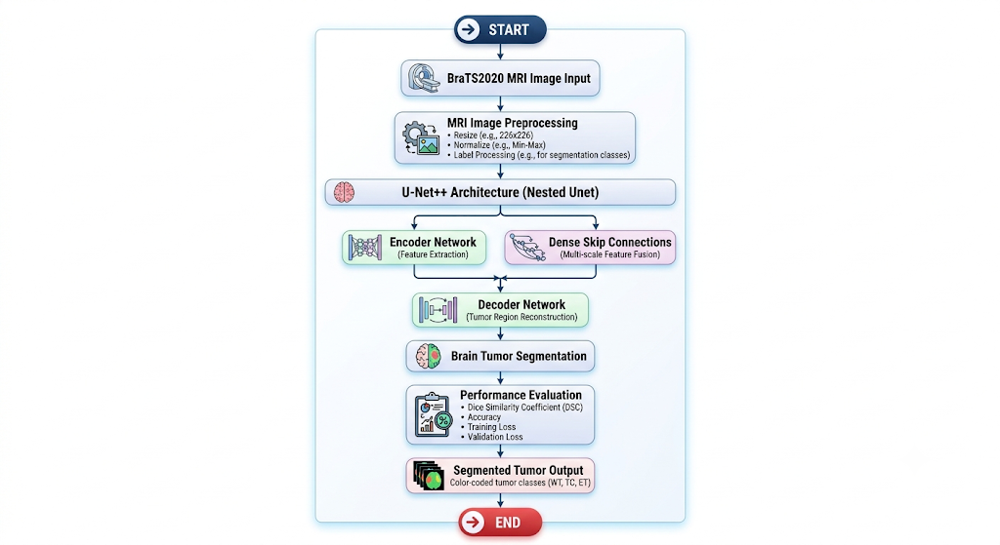 START
BraTS2020 MRI Image Input
MRI Image Preprocessing
• Resize (e.g., 226x226)
• Normalize (e.g., Min-Max)
• Label Processing (e.g., for segmentation classes)
U-Net++ Architecture (Nested Unet)
Encoder Network
(Feature Extraction)
Dense Skip Connections
(Multi-scale Feature Fusion)
Decoder Network
(Tumor Region Reconstruction)
Brain Tumor Segmentation
Performance Evaluation
• Dice Similarity Coefficient (DSC)
• Accuracy
• Training Loss
• Validation Loss
%
Segmented Tumor Output
Color-coded tumor classes (WT, TC, ET)
END